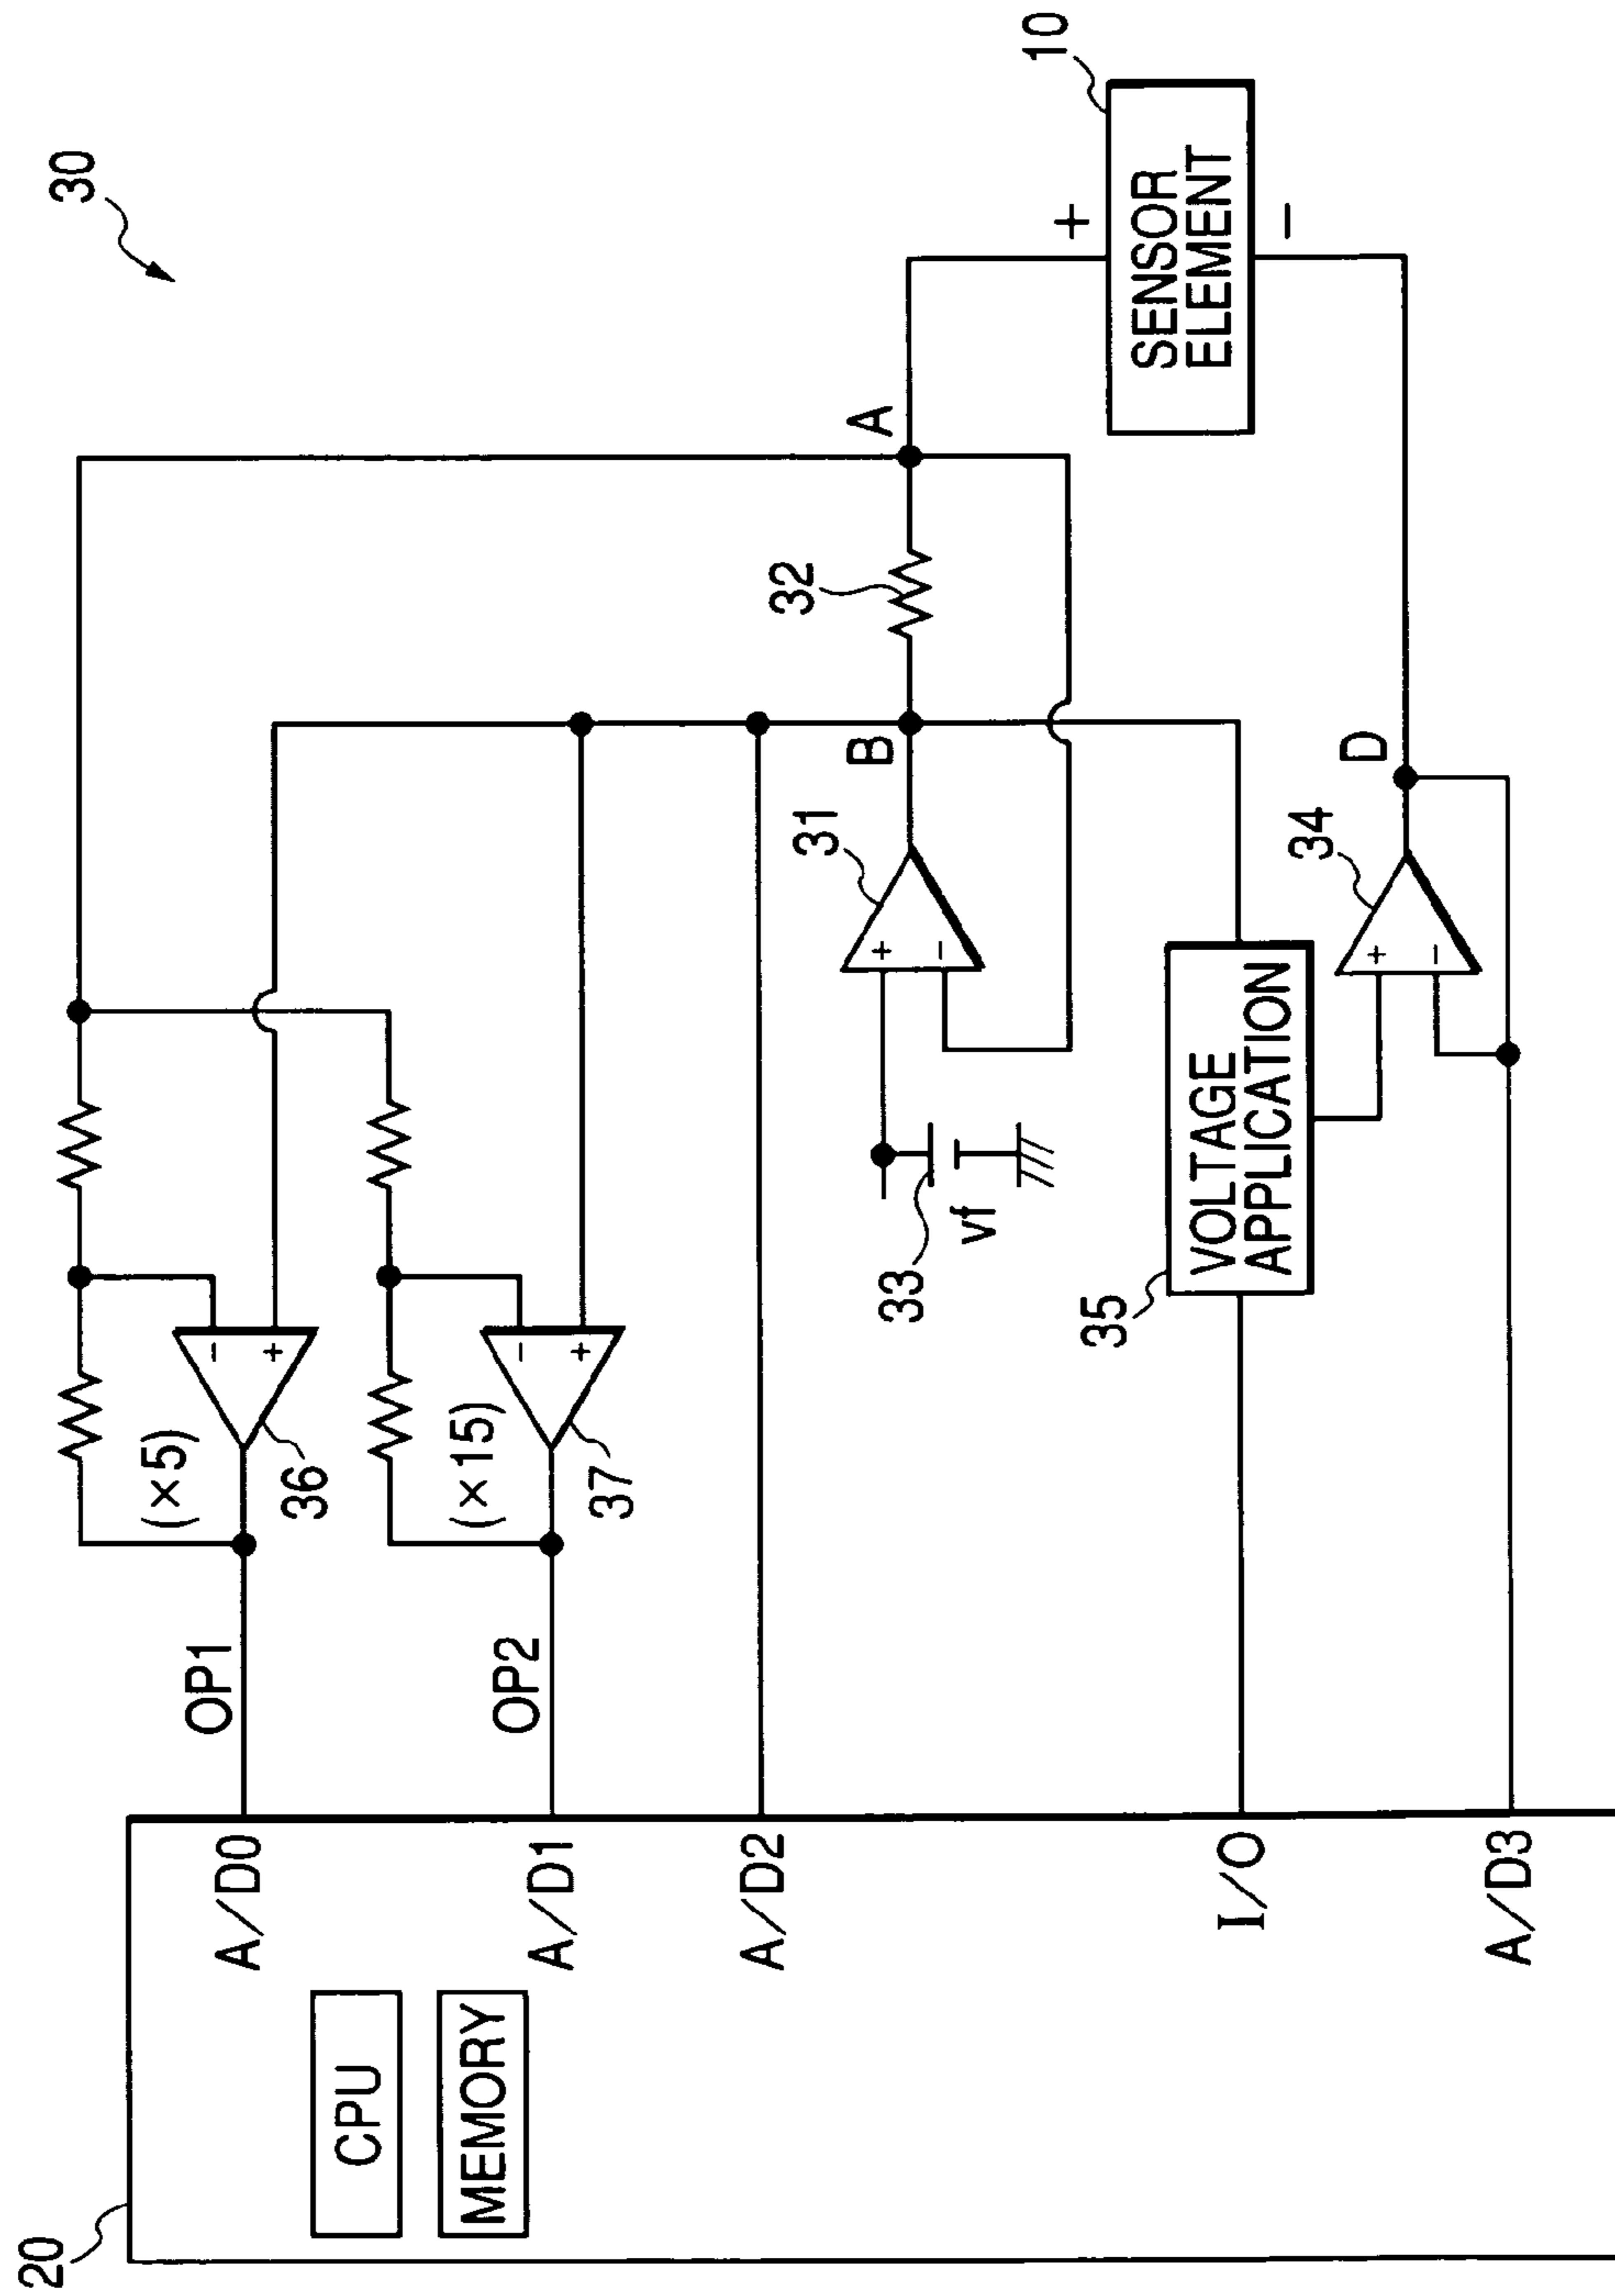 30
10
SENSOR
ELEMENT
+
−
A
32
B
D
31
+
−
34
+
−
33
Vf
VOLTAGE
APPLICATION
35
−
+
(×5)
36
−
+
(×15)
37
OP1
OP2
A/D0
A/D1
A/D2
I/O
A/D3
CPU
MEMORY
20